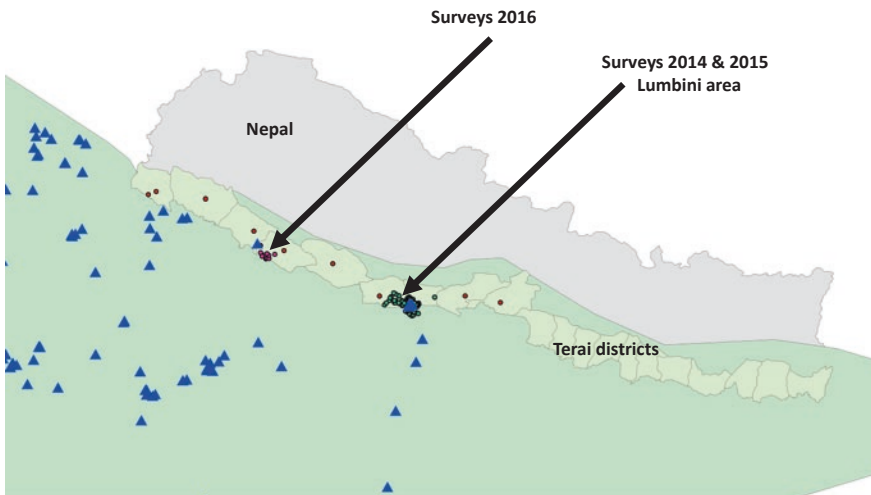 Surveys 2016
Surveys 2014 & 2015
Lumbini area
Nepal
Terai districts